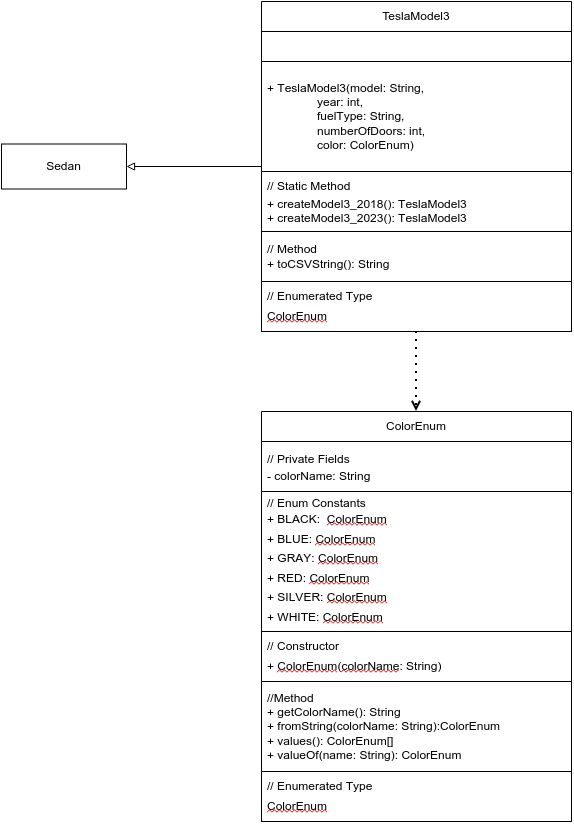 TeslaModel3
+ TeslaModel3(model: String,
year: int,
fuelType: String,
numberOfDoors: int,
color: ColorEnum)
Sedan
// Static Method
+ createModel3_2018(): TeslaModel3
+ createModel3_2023(): TeslaModel3
// Method
+ toCSVString(): String
// Enumerated Type
ColorEnum
ColorEnum
// Private Fields
- colorName: String
// Enum Constants
+ BLACK:  ColorEnum
+ BLUE: ColorEnum
+ GRAY: ColorEnum
+ RED: ColorEnum
+ SILVER: ColorEnum
+ WHITE: ColorEnum
// Constructor
+ ColorEnum(colorName: String)
//Method
+ getColorName(): String
+ fromString(colorName: String):ColorEnum
+ values(): ColorEnum[]
+ valueOf(name: String): ColorEnum
// Enumerated Type
ColorEnum